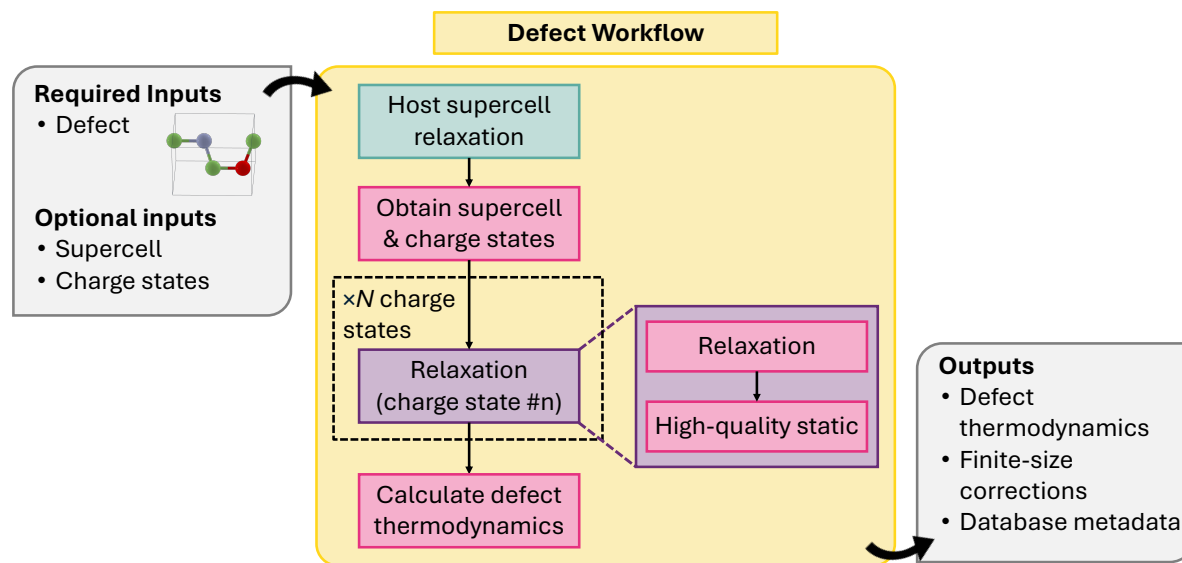 Defect Workflow
Required Inputs
• Defect
Optional inputs
• Supercell
• Charge states
Host supercell
relaxation
Obtain supercell
& charge states
×N charge
states
Relaxation
(charge state #n)
Relaxation
High-quality static
Calculate defect
thermodynamics
Outputs
• Defect
thermodynamics
• Finite-size
corrections
• Database metadata